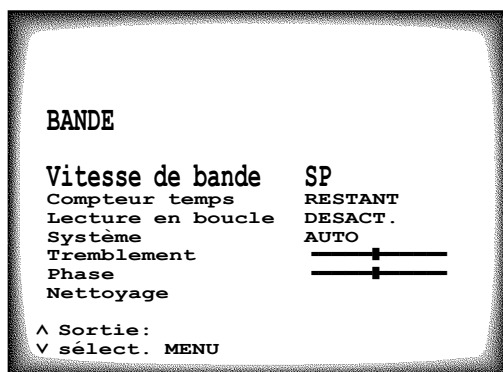 BANDE
Vitesse de bande SP
Compteur temps RESTANT
Lecture en boucle DESACT.
Système AUTO
Tremblement
Phase
Nettoyage
∧ Sortie:
∨ sélect. MENU